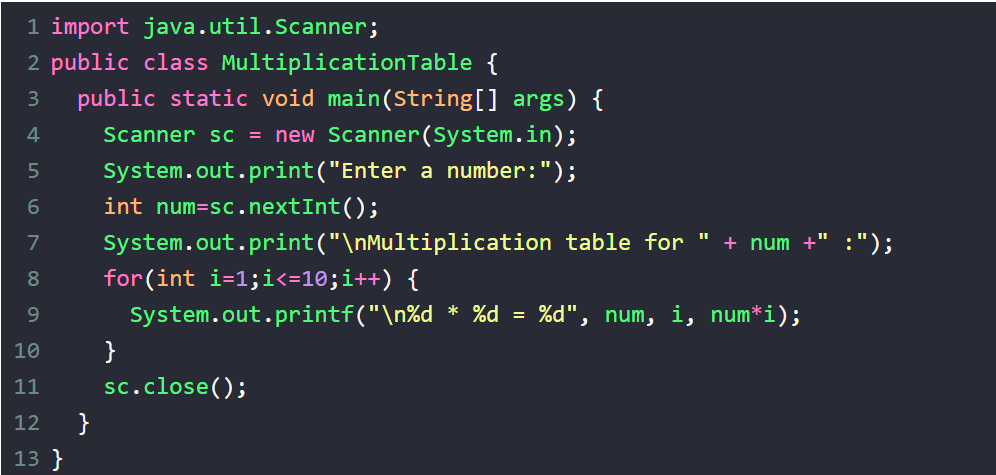 1 import java.util.Scanner;
2 public class MultiplicationTable {
3   public static void main(String[] args) {
4     Scanner sc = new Scanner(System.in);
5     System.out.print("Enter a number:");
6     int num=sc.nextInt();
7     System.out.print("\nMultiplication table for " + num +" :");
8     for(int i=1;i<=10;i++) {
9       System.out.printf("\n%d * %d = %d", num, i, num*i);
10     }
11     sc.close();
12   }
13 }